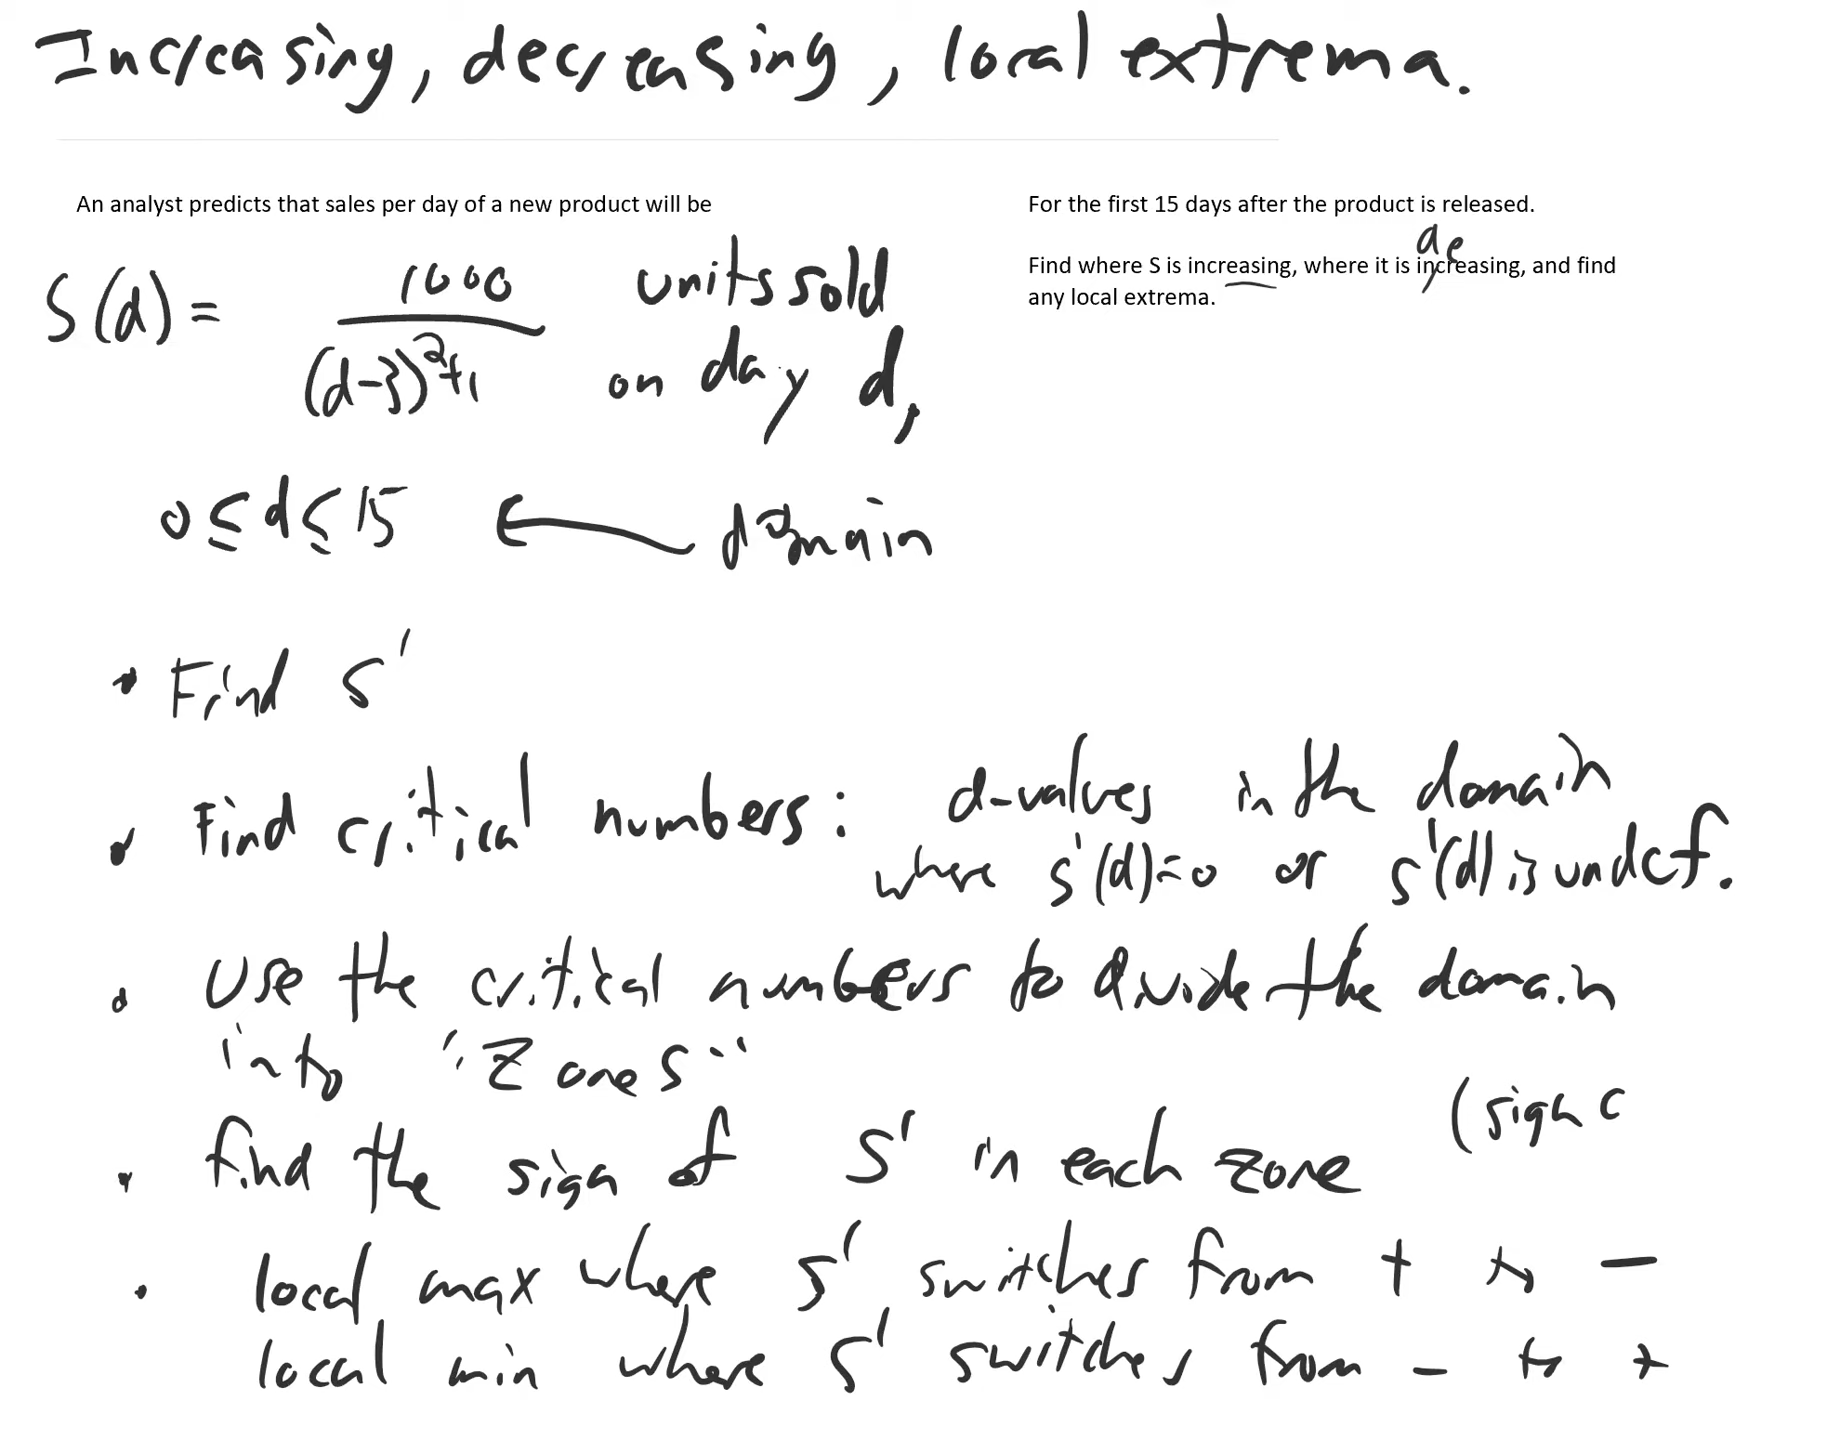 Increasing, decreasing, local extrema.
An analyst predicts that sales per day of a new product will be
S(d) = 1000 / (d-3)²+1 units sold
on day d,
0 ≤ d ≤ 15 ← domain
For the first 15 days after the product is released.
de
Find where S is increasing, where it is increasing, and find
any local extrema.
• Find S'
• Find critical numbers: d-values in the domain
where S'(d)=0 or S'(d) is undef.
• Use the critical numbers to divide the domain
into "Zones"
(sign c
• find the sign of S' in each zone
• local max where S' switches from + to −
local min where S' switches from − to +